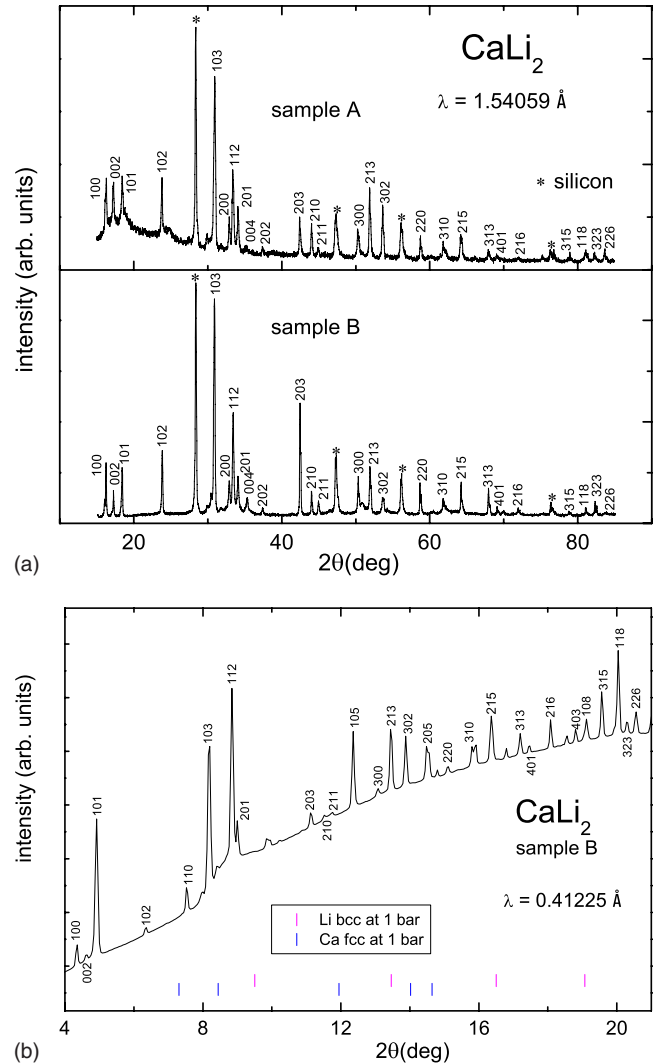 CaLi2
λ = 1.54059 Å
sample A
* silicon
* 103
100 002 101 102 112 200 201 004 202 203 210 211 * 300 213 302 * 220 310 215 313 401 216 * 315 118 323 226
intensity (arb. units)
sample B
* 103
100 002 101 102 112 200 201 004 202 203 210 211 * 300 213 302 * 220 310 215 313 401 216 * 315 118 323 226
20 40 60 80
(a)
2θ(deg)
intensity (arb. units)
100 002 101 102 110 103 112 201 203 210 211 105 300 213 302 205 220 310 215 313 401 216 403 108 315 118 323 226
CaLi2
sample B
λ = 0.41225 Å
Li bcc at 1 bar
Ca fcc at 1 bar
4 6 8 10 12 14 16 18 20
(b)
2θ(degree)